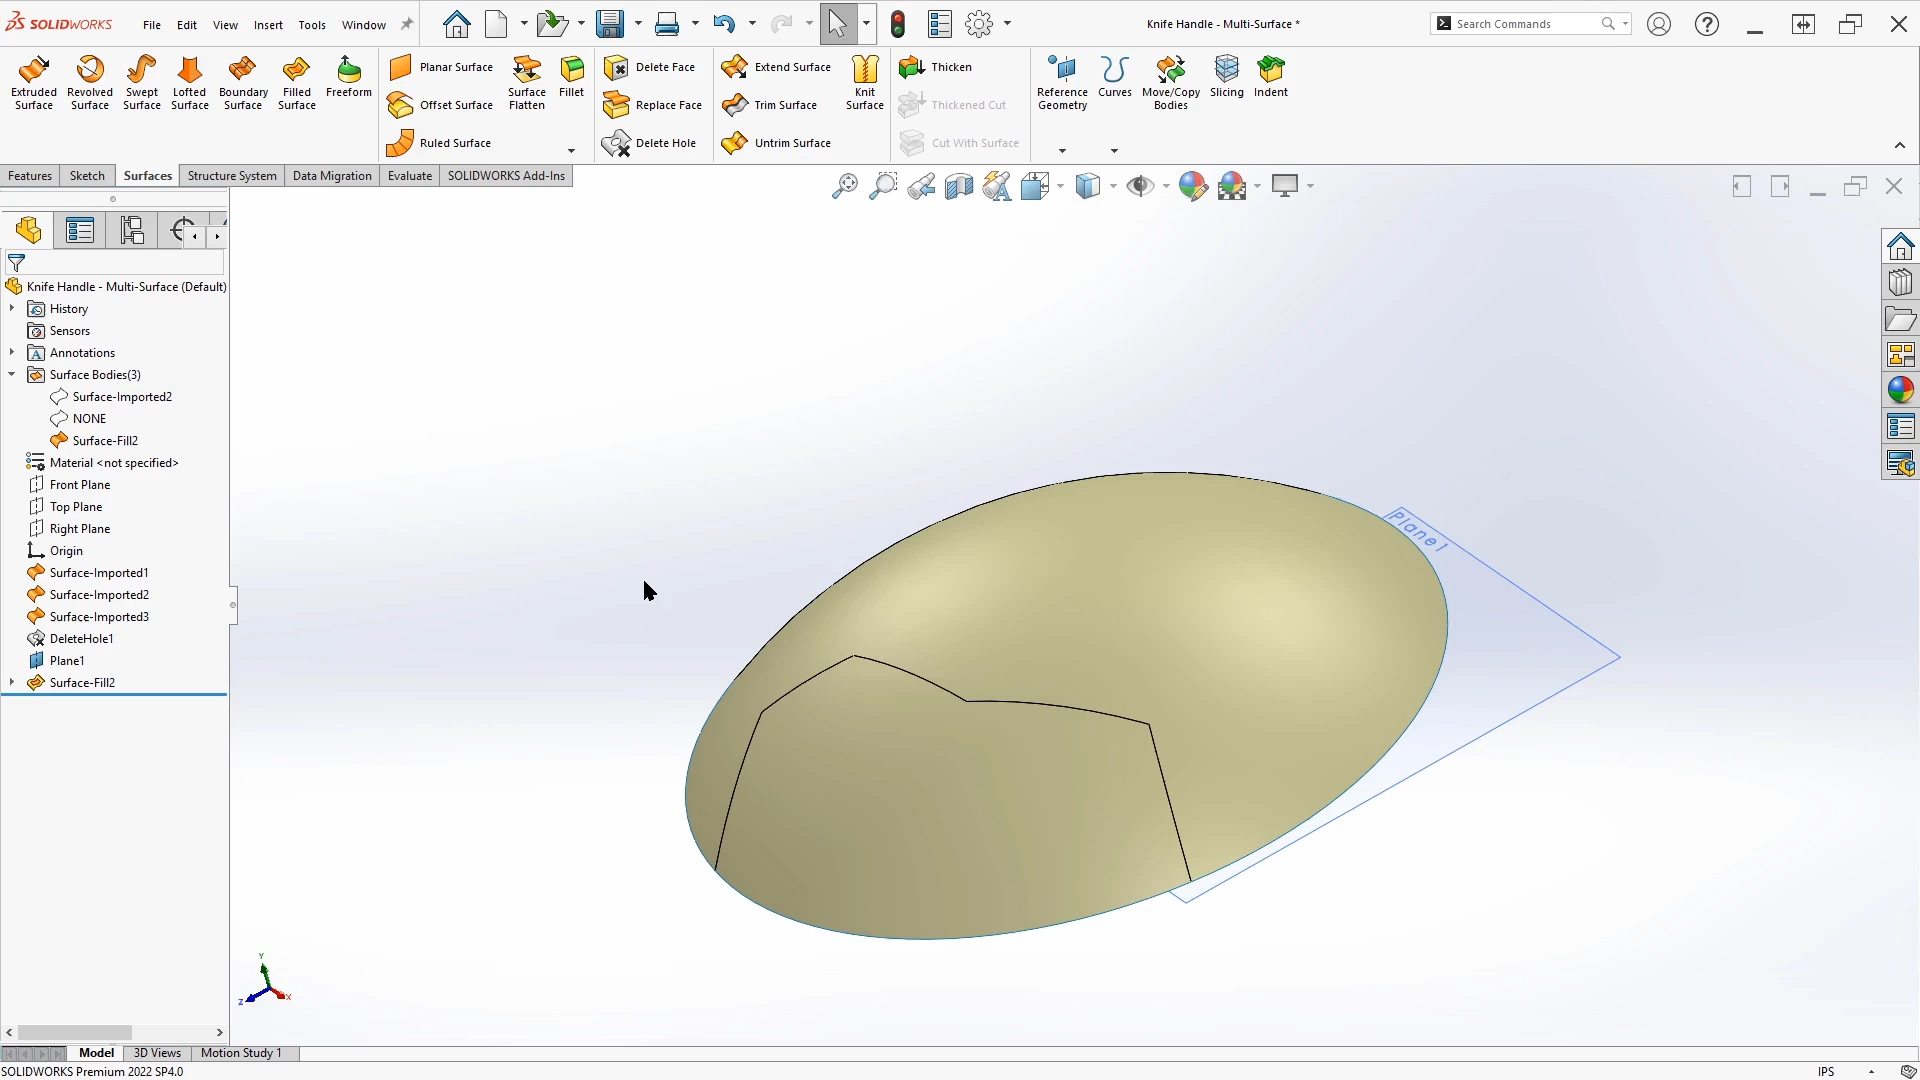 SOLIDWORKS File Edit View Insert Tools Window
Knife Handle - Multi-Surface *
Search Commands
Extruded Surface
Revolved Surface
Swept Surface
Lofted Surface
Boundary Surface
Filled Surface
Freeform
Planar Surface
Offset Surface
Ruled Surface
Surface Flatten
Fillet
Delete Face
Replace Face
Delete Hole
Extend Surface
Trim Surface
Untrim Surface
Knit Surface
Thicken
Thickened Cut
Cut With Surface
Reference Geometry
Curves
Move/Copy Bodies
Slicing
Indent
Features Sketch Surfaces Structure System Data Migration Evaluate SOLIDWORKS Add-Ins
Knife Handle - Multi-Surface (Default)
History
Sensors
Annotations
Surface Bodies(3)
Surface-Imported2
NONE
Surface-Fill2
Material <not specified>
Front Plane
Top Plane
Right Plane
Origin
Surface-Imported1
Surface-Imported2
Surface-Imported3
DeleteHole1
Plane1
Surface-Fill2
Plane1
Y
Z
X
Model 3D Views Motion Study 1
SOLIDWORKS Premium 2022 SP4.0
IPS